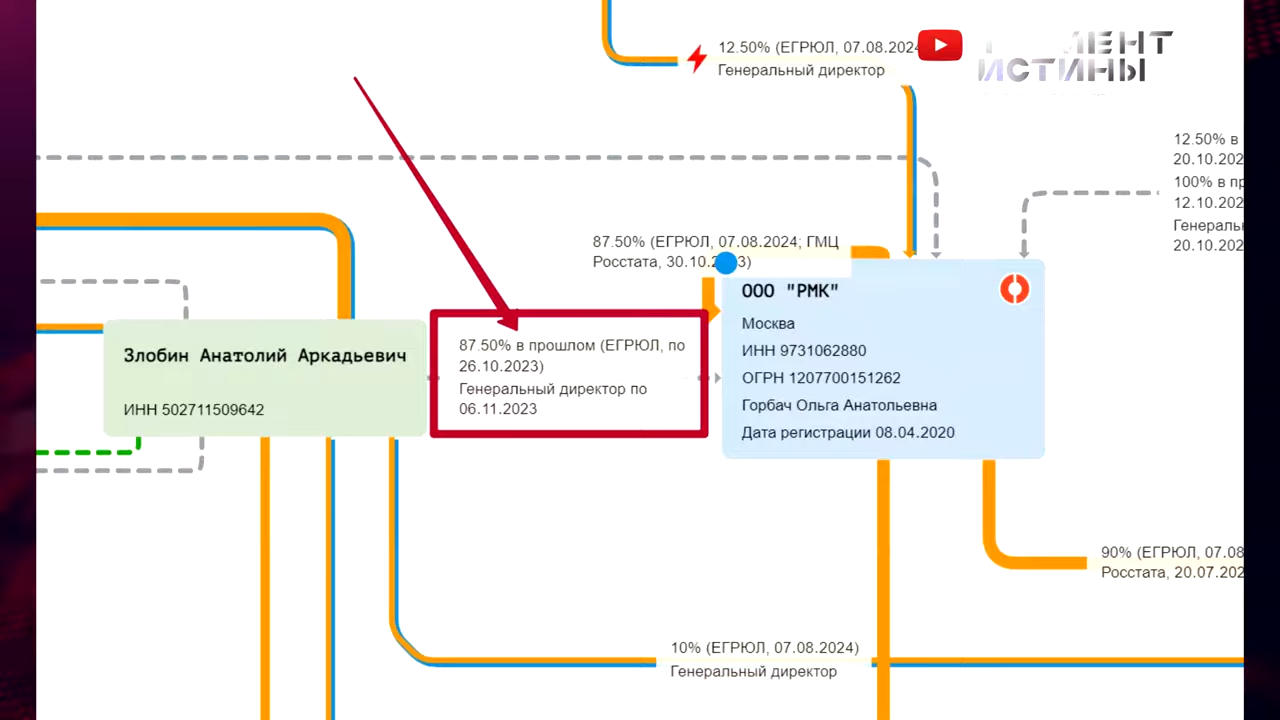 12.50% (ЕГРЮЛ, 07.08.2024
Генеральный директор
МЕНТ
ИСТИНЫ
12.50% в
20.10.202
100% в пр
12.10.202
Генераль
20.10.202
87.50% (ЕГРЮЛ, 07.08.2024; ГМЦ
Росстата, 30.10. 3)
ООО "РМК"
Москва
ИНН 9731062880
ОГРН 1207700151262
Горбач Ольга Анатольевна
Дата регистрации 08.04.2020
Злобин Анатолий Аркадьевич
ИНН 502711509642
87.50% в прошлом (ЕГРЮЛ, по
26.10.2023)
Генеральный директор по
06.11.2023
90% (ЕГРЮЛ, 07.08
Росстата, 20.07.202
10% (ЕГРЮЛ, 07.08.2024)
Генеральный директор